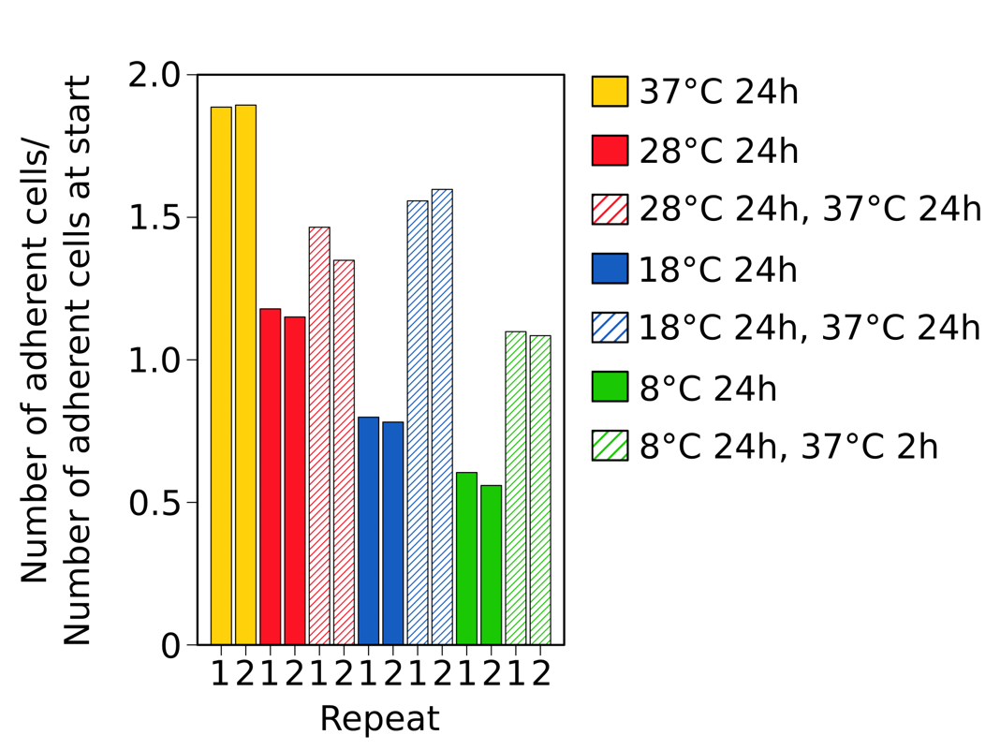 Number of adherent cells/
Number of adherent cells at start
2.0
1.5
1.0
0.5
0
1 2 1 2 1 2 1 2 1 2 1 2 1 2
Repeat
37°C 24h
28°C 24h
28°C 24h, 37°C 24h
18°C 24h
18°C 24h, 37°C 24h
8°C 24h
8°C 24h, 37°C 2h